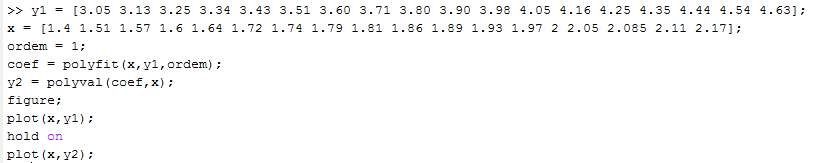 >> y1 = [3.05 3.13 3.25 3.34 3.43 3.51 3.60 3.71 3.80 3.90 3.98 4.05 4.16 4.25 4.35 4.44 4.54 4.63];
x = [1.4 1.51 1.57 1.6 1.64 1.72 1.74 1.79 1.81 1.86 1.89 1.93 1.97 2 2.05 2.085 2.11 2.17];
ordem = 1;
coef = polyfit(x,y1,ordem);
y2 = polyval(coef,x);
figure;
plot(x,y1);
hold on
plot(x,y2);